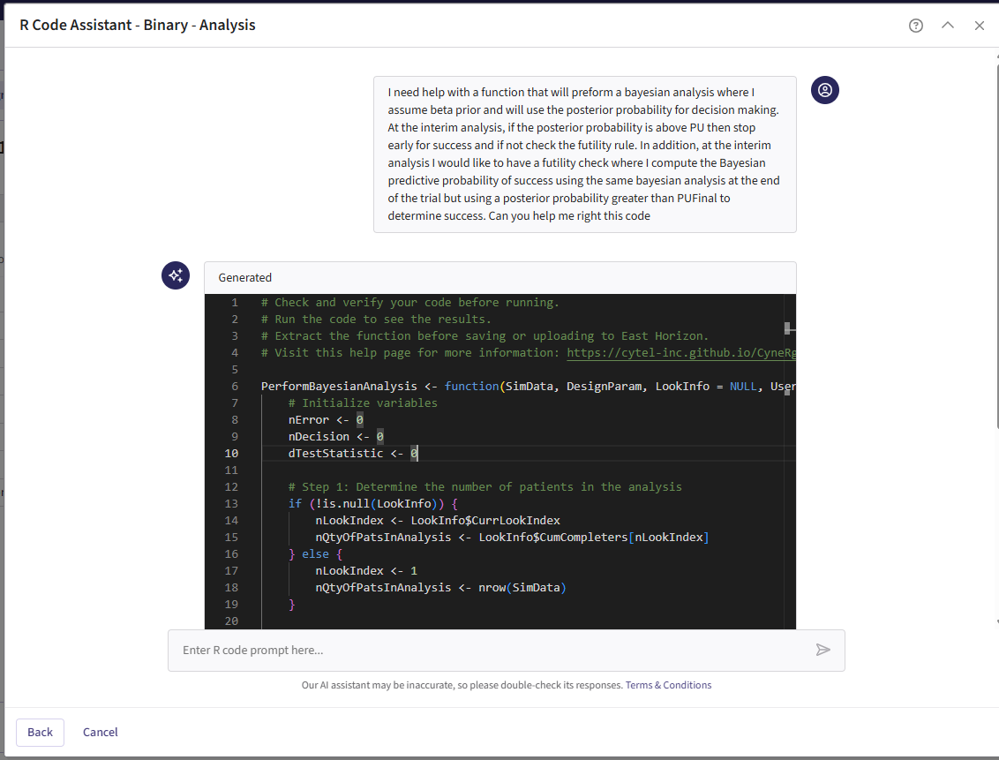 R Code Assistant - Binary - Analysis
I need help with a function that will preform a bayesian analysis where I
assume beta prior and will use the posterior probability for decision making.
At the interim analysis, if the posterior probability is above PU then stop
early for success and if not check the futility rule. In addition, at the interim
analysis I would like to have a futility check where I compute the Bayesian
predictive probability of success using the same bayesian analysis at the end
of the trial but using a posterior probability greater than PUFinal to
determine success. Can you help me right this code
Generated
1 # Check and verify your code before running.
2 # Run the code to see the results.
3 # Extract the function before saving or uploading to East Horizon.
4 # Visit this help page for more information: https://cytel-inc.github.io/CyneRg
5
6 PerformBayesianAnalysis <- function(SimData, DesignParam, LookInfo = NULL, User
7 # Initialize variables
8 nError <- 0
9 nDecision <- 0
10 dTestStatistic <- 0
11
12 # Step 1: Determine the number of patients in the analysis
13 if (!is.null(LookInfo)) {
14 nLookIndex <- LookInfo$CurrLookIndex
15 nQtyOfPatsInAnalysis <- LookInfo$CumCompleters[nLookIndex]
16 } else {
17 nLookIndex <- 1
18 nQtyOfPatsInAnalysis <- nrow(SimData)
19 }
20
Enter R code prompt here...
Our AI assistant may be inaccurate, so please double-check its responses. Terms & Conditions
Back Cancel